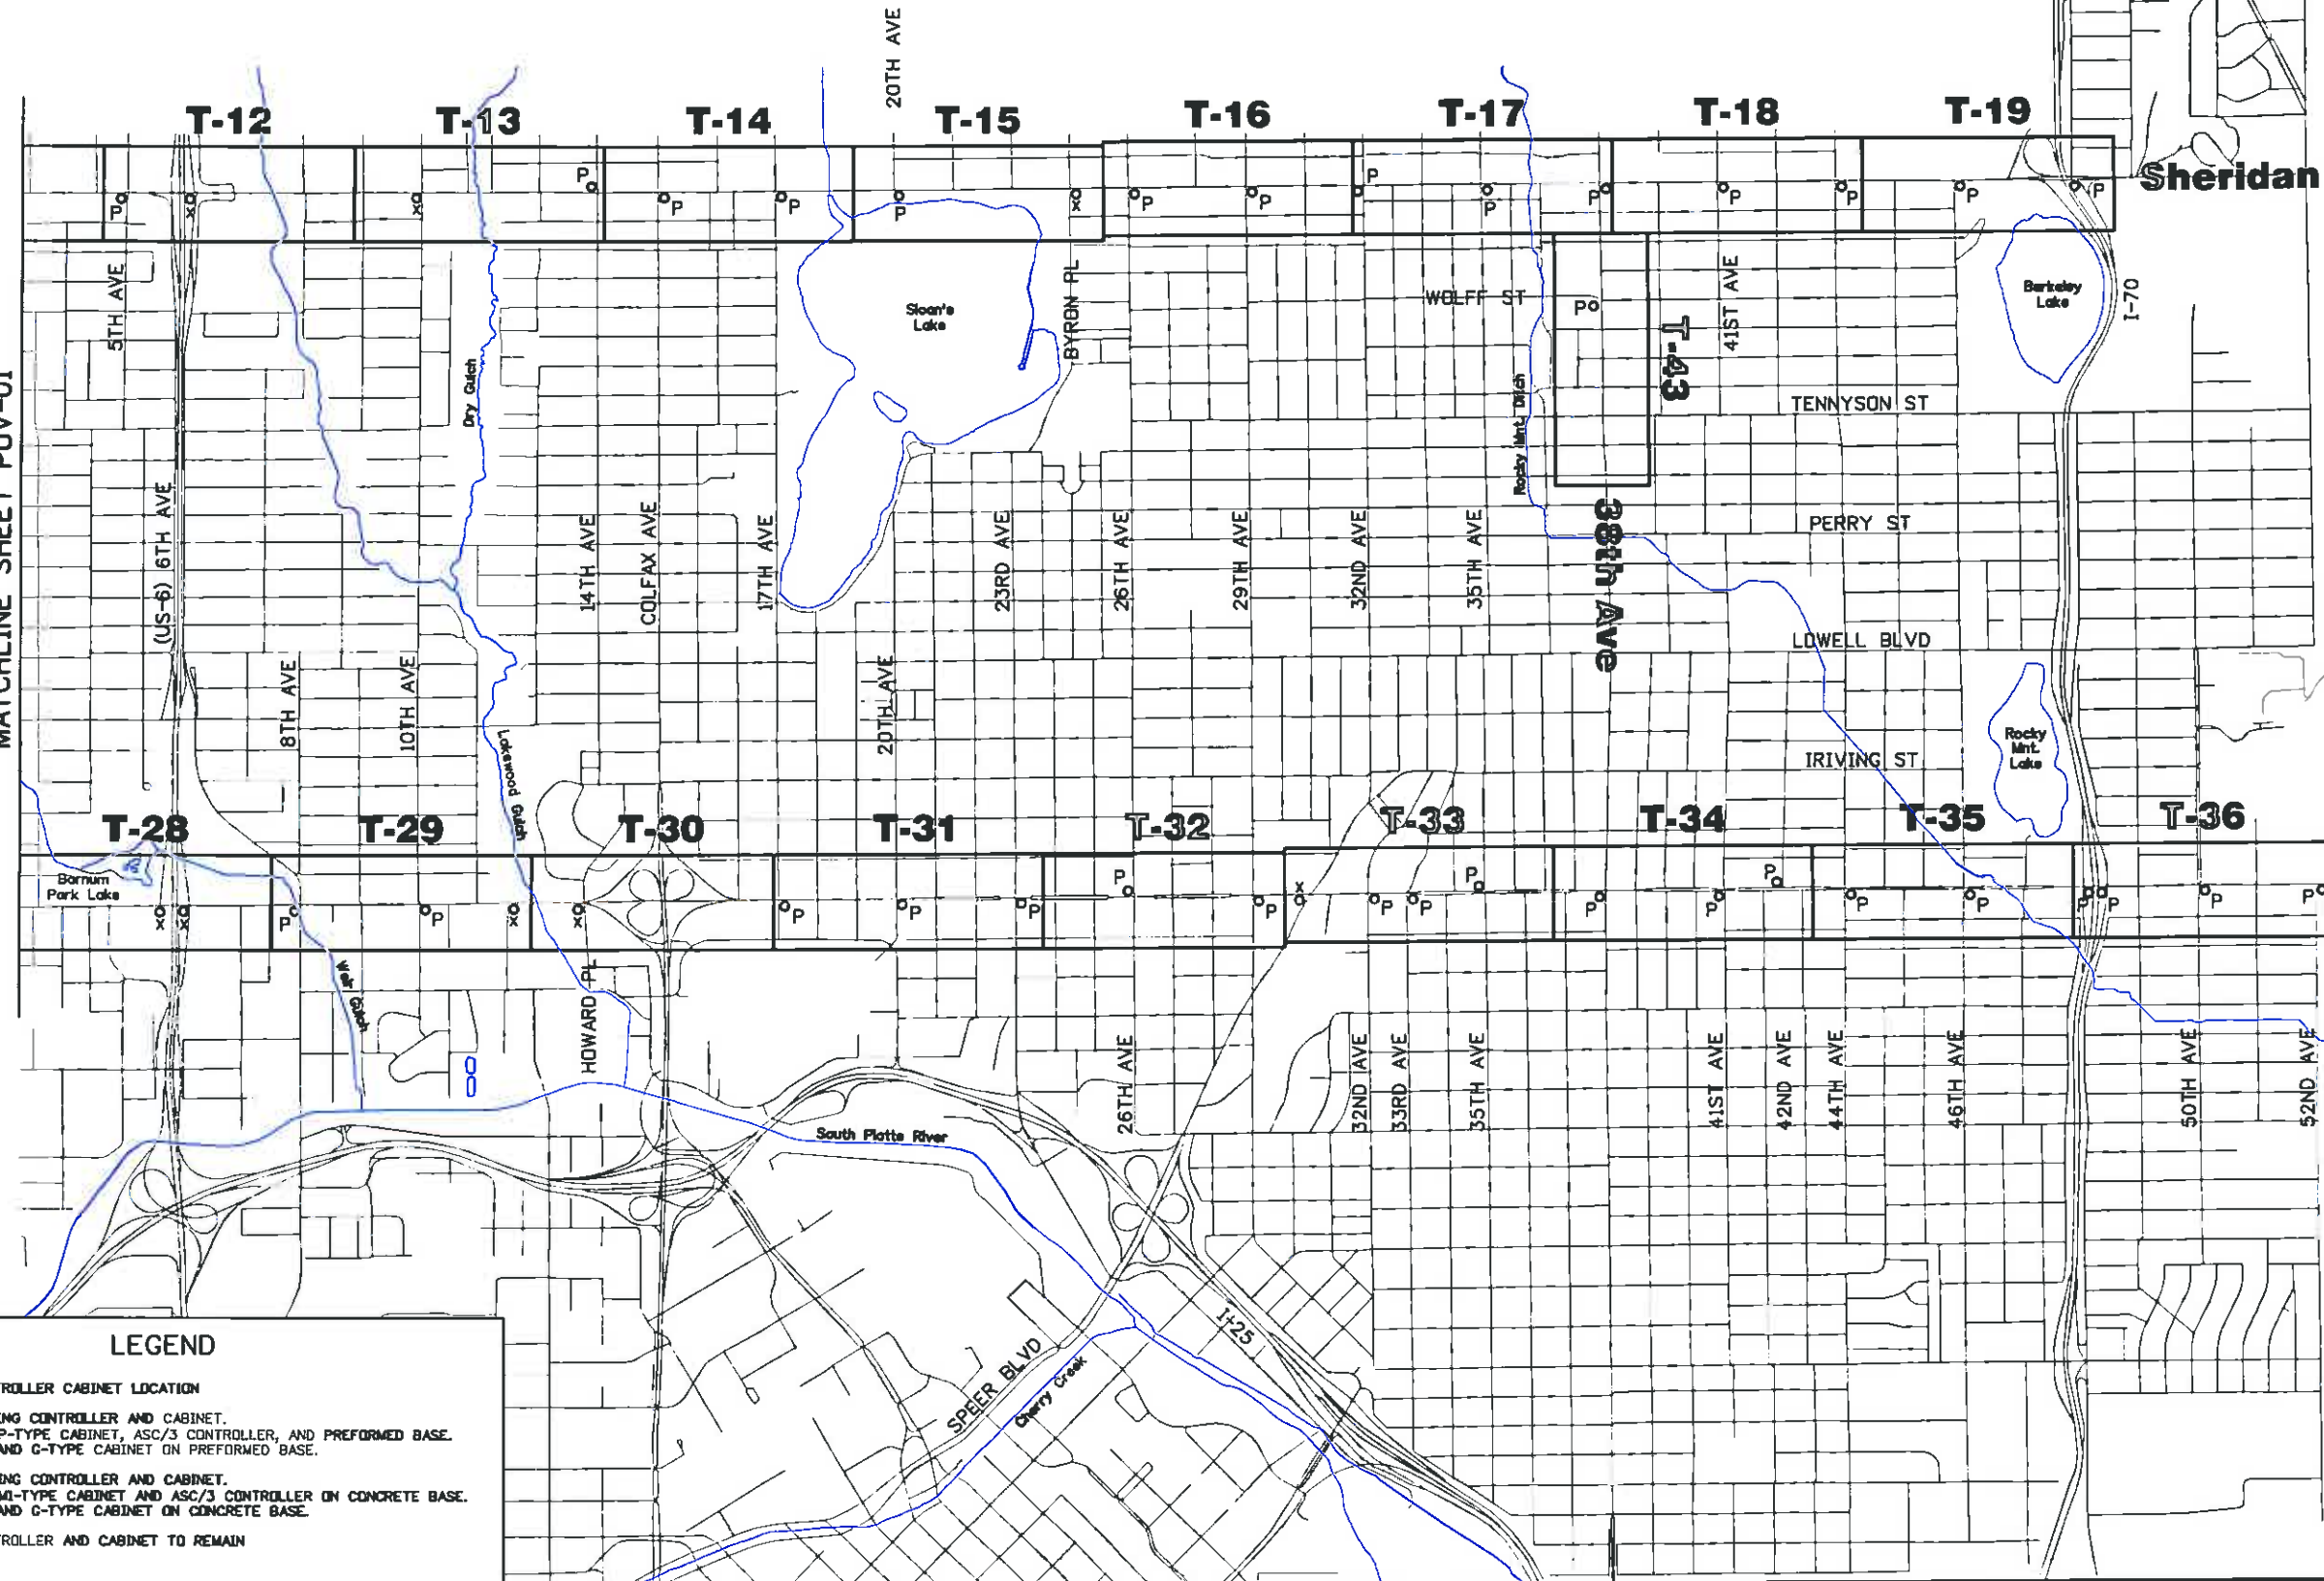 20TH AVE
T-12
T-13
T-14
T-15
T-16
T-17
T-18
T-19
Sheridan
P
X
X
P
P
P
P
X
P
P
P
P
P
P
P
P
P
5TH AVE
Sloan's
Lake
BYRON PL
WOLFF ST
P
T-43
41ST AVE
Berkeley
Lake
I-70
MATCHLINE SHEET POV-01
Dry Gulch
Rocky Mnt. Ditch
TENNYSON ST
(US-6) 6TH AVE
14TH AVE
COLFAX AVE
17TH AVE
23RD AVE
26TH AVE
29TH AVE
32ND AVE
35TH AVE
38th Ave
PERRY ST
LOWELL BLVD
8TH AVE
10TH AVE
Lakewood Gulch
20TH AVE
IRIVING ST
Rocky
Mnt.
Lake
T-28
T-29
T-30
T-31
T-32
T-33
T-34
T-35
T-36
Barnum
Park Lake
X
X
P
P
X
X
P
P
P
P
P
X
P
P
P
P
P
P
P
P
P
P
P
P
Weir Gulch
HOWARD PL
26TH AVE
32ND AVE
33RD AVE
35TH AVE
41ST AVE
42ND AVE
44TH AVE
46TH AVE
50TH AVE
52ND AVE
South Platte River
I-25
SPEER BLVD
Cherry Creek
LEGEND
ROLLER CABINET LOCATION
NG CONTROLLER AND CABINET.
P-TYPE CABINET, ASC/3 CONTROLLER, AND PREFORMED BASE.
AND G-TYPE CABINET ON PREFORMED BASE.
NG CONTROLLER AND CABINET.
M1-TYPE CABINET AND ASC/3 CONTROLLER ON CONCRETE BASE.
AND G-TYPE CABINET ON CONCRETE BASE.
ROLLER AND CABINET TO REMAIN